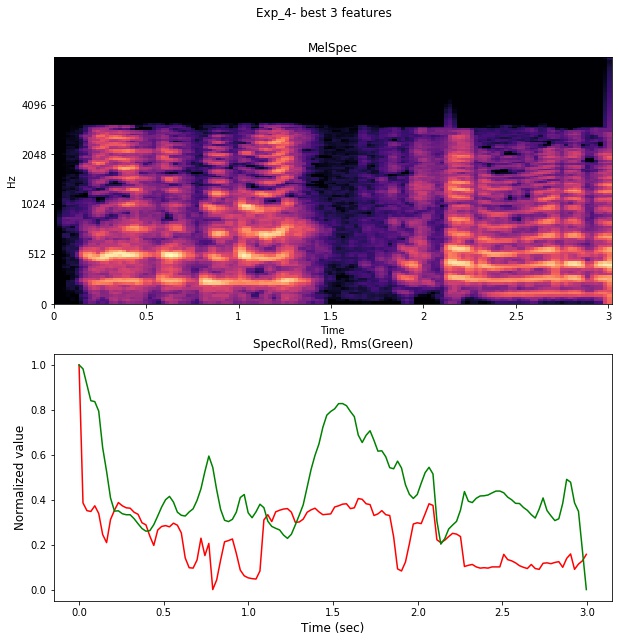 Exp_4- best 3 features
MelSpec
4096
2048
1024
512
0
Hz
0 0.5 1 1.5 2 2.5 3
Time
SpecRol(Red), Rms(Green)
1.0
0.8
0.6
0.4
0.2
0.0
Normalized value
0.0 0.5 1.0 1.5 2.0 2.5 3.0
Time (sec)